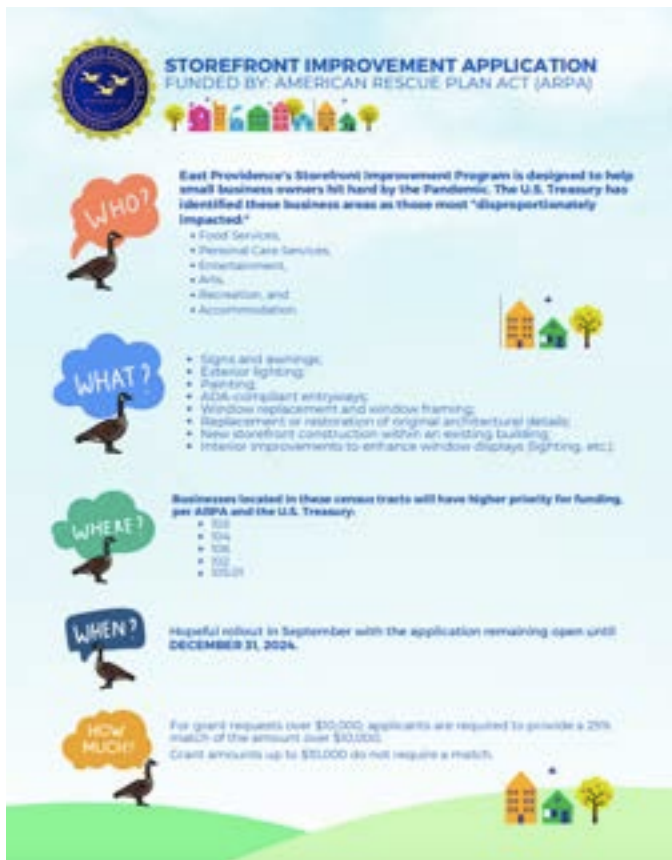 STOREFRONT IMPROVEMENT APPLICATION
FUNDED BY: AMERICAN RESCUE PLAN ACT (ARPA)
WHO?
East Providence's Storefront Improvement Program is designed to help
small business owners hit hard by the Pandemic. The U.S. Treasury has
identified these business areas as those most "disproportionately
impacted:"
• Food Services,
• Personal Care Services,
• Entertainment,
• Arts,
• Recreation, and
• Accommodation.
WHAT?
• Signs and awnings;
• Exterior lighting;
• Painting;
• ADA-compliant entryways;
• Window replacement and window framing;
• Replacement or restoration of original architectural details;
• New storefront construction within an existing building;
• Interior improvements to enhance window displays (lighting, etc.);
WHERE?
Businesses located in these census tracts will have higher priority for funding,
per ARPA and the U.S. Treasury:
• 104
• 102
WHEN?
Hopeful rollout in September with the application remaining open until
DECEMBER 31, 2024.
HOW MUCH?
For grant requests over $10,000, applicants are required to provide a 25%
match of the amount over $10,000.
Grant amounts up to $10,000 do not require a match.